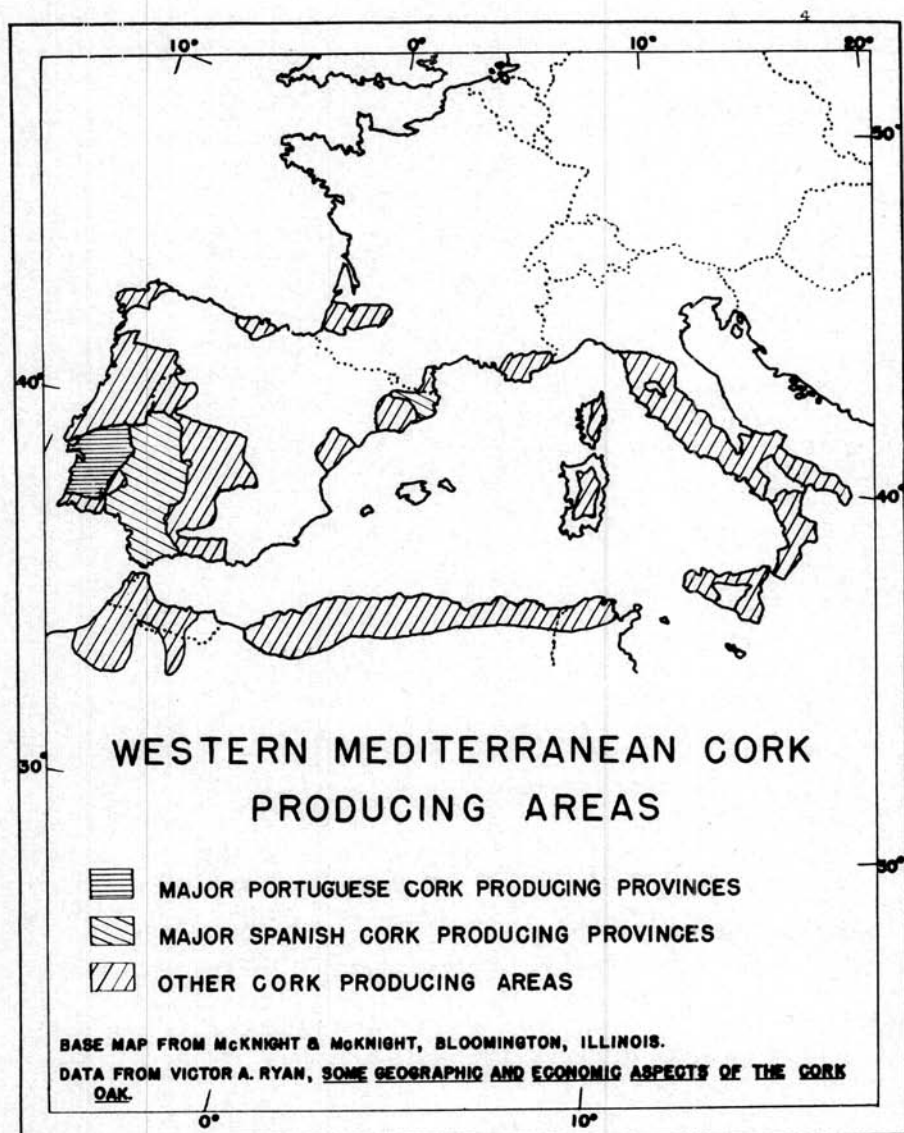 4
10° 0° 10° 20°
50°
40°
40°
30°
30°
WESTERN MEDITERRANEAN CORK
PRODUCING AREAS
MAJOR PORTUGUESE CORK PRODUCING PROVINCES
MAJOR SPANISH CORK PRODUCING PROVINCES
OTHER CORK PRODUCING AREAS
BASE MAP FROM McKNIGHT & McKNIGHT, BLOOMINGTON, ILLINOIS.
DATA FROM VICTOR A. RYAN, SOME GEOGRAPHIC AND ECONOMIC ASPECTS OF THE CORK
OAK.
0° 10°